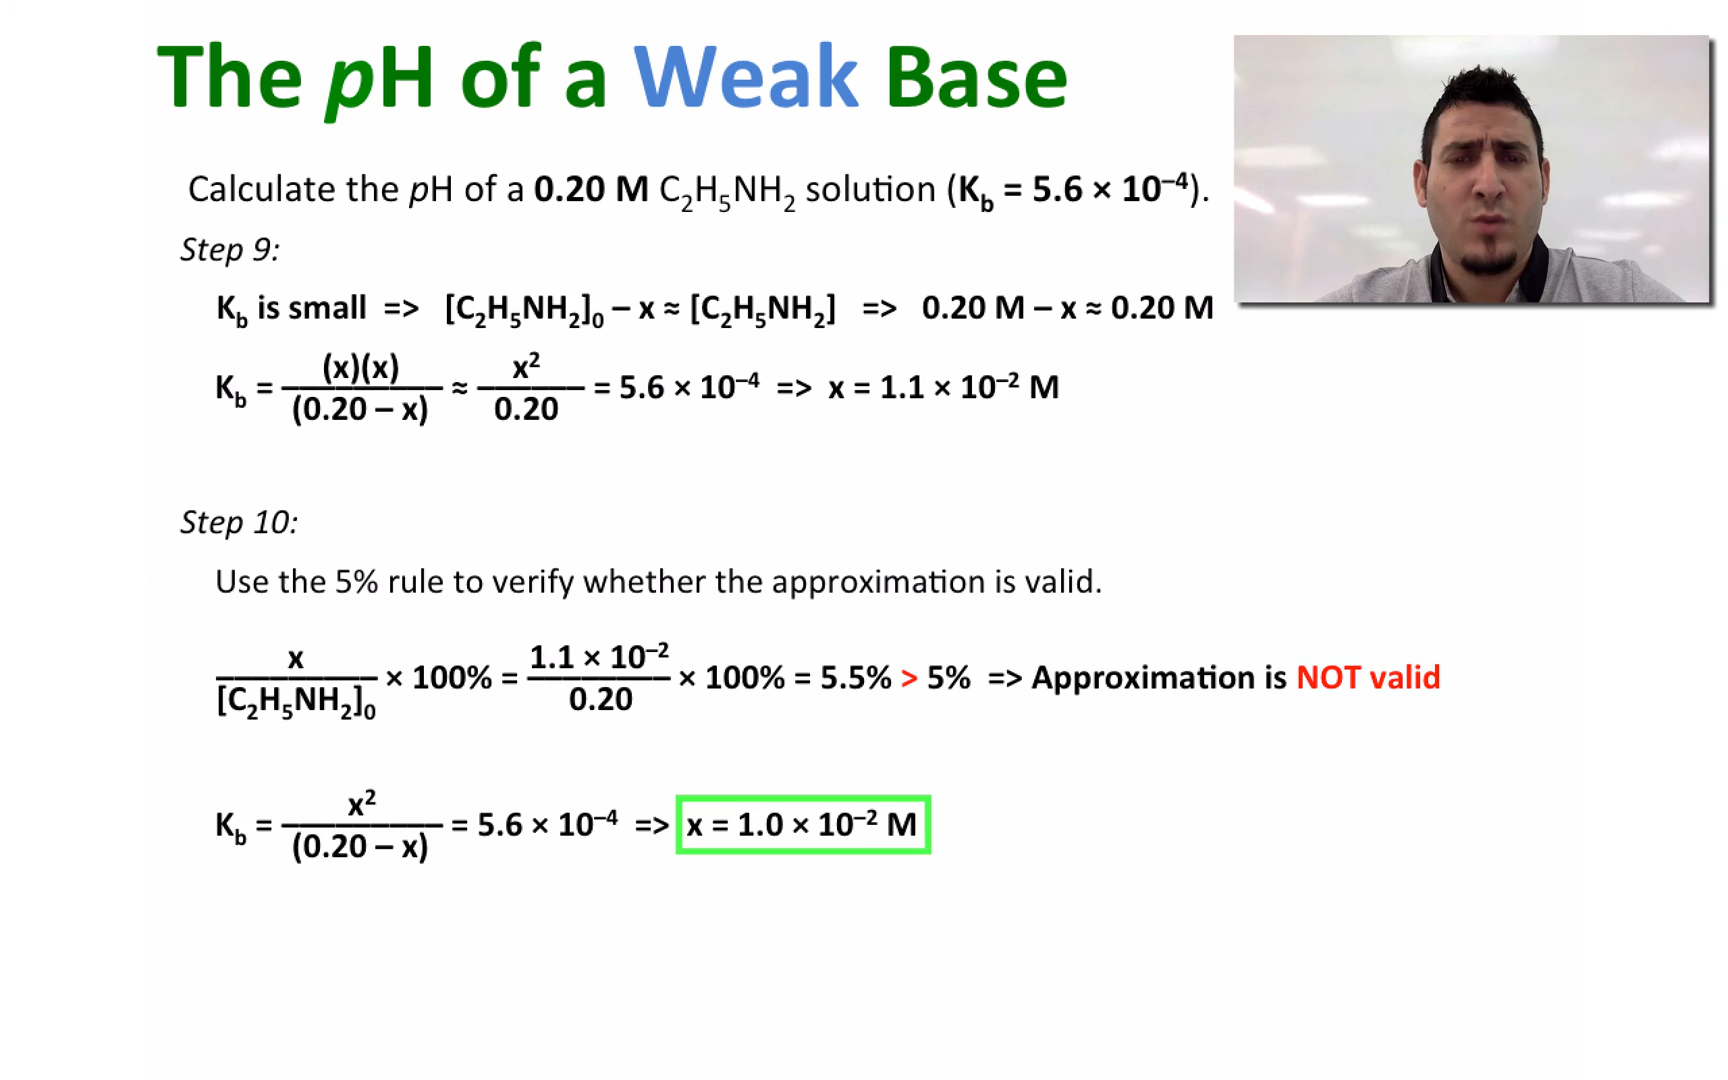 The pH of a Weak Base
Calculate the pH of a 0.20 M C₂H₅NH₂ solution (K_b = 5.6 × 10⁻⁴).
Step 9:
K_b is small => [C₂H₅NH₂]₀ – x ≈ [C₂H₅NH₂] => 0.20 M – x ≈ 0.20 M
K_b = (x)(x) / (0.20 – x) ≈ x² / 0.20 = 5.6 × 10⁻⁴ => x = 1.1 × 10⁻² M
Step 10:
Use the 5% rule to verify whether the approximation is valid.
x / [C₂H₅NH₂]₀ × 100% = 1.1 × 10⁻² / 0.20 × 100% = 5.5% > 5% => Approximation is NOT valid
K_b = x² / (0.20 – x) = 5.6 × 10⁻⁴ => x = 1.0 × 10⁻² M